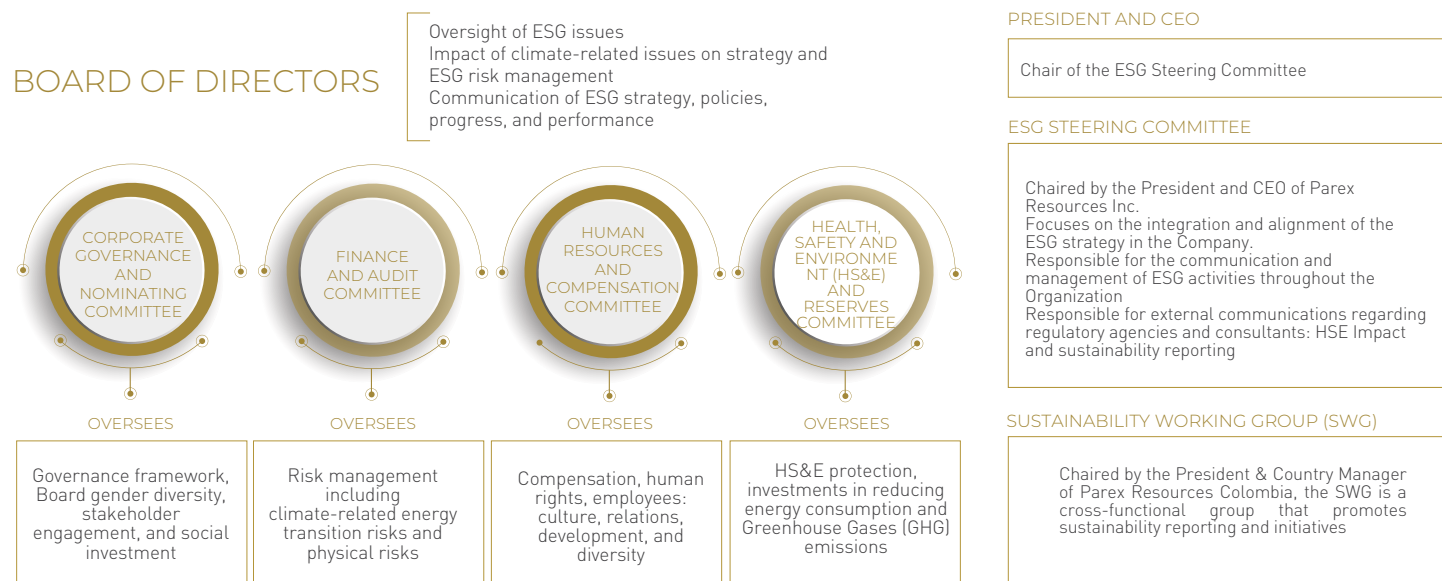 BOARD OF DIRECTORS
Oversight of ESG issues
Impact of climate-related issues on strategy and
ESG risk management
Communication of ESG strategy, policies,
progress, and performance
CORPORATE
GOVERNANCE
AND
NOMINATING
COMMITTEE
OVERSEES
Governance framework,
Board gender diversity,
stakeholder
engagement, and social
investment
FINANCE
AND AUDIT
COMMITTEE
OVERSEES
Risk management
including
climate-related energy
transition risks and
physical risks
HUMAN
RESOURCES
AND
COMPENSATION
COMMITTEE
OVERSEES
Compensation, human
rights, employees:
culture, relations,
development, and
diversity
HEALTH,
SAFETY AND
ENVIRONME
NT (HS&E)
AND
RESERVES
COMMITTEE
OVERSEES
HS&E protection,
investments in reducing
energy consumption and
Greenhouse Gases (GHG)
emissions
PRESIDENT AND CEO
Chair of the ESG Steering Committee
ESG STEERING COMMITTEE
Chaired by the President and CEO of Parex
Resources Inc.
Focuses on the integration and alignment of the
ESG strategy in the Company.
Responsible for the communication and
management of ESG activities throughout the
Organization
Responsible for external communications regarding
regulatory agencies and consultants: HSE Impact
and sustainability reporting
SUSTAINABILITY WORKING GROUP (SWG)
Chaired by the President & Country Manager
of Parex Resources Colombia, the SWG is a
cross-functional group that promotes
sustainability reporting and initiatives